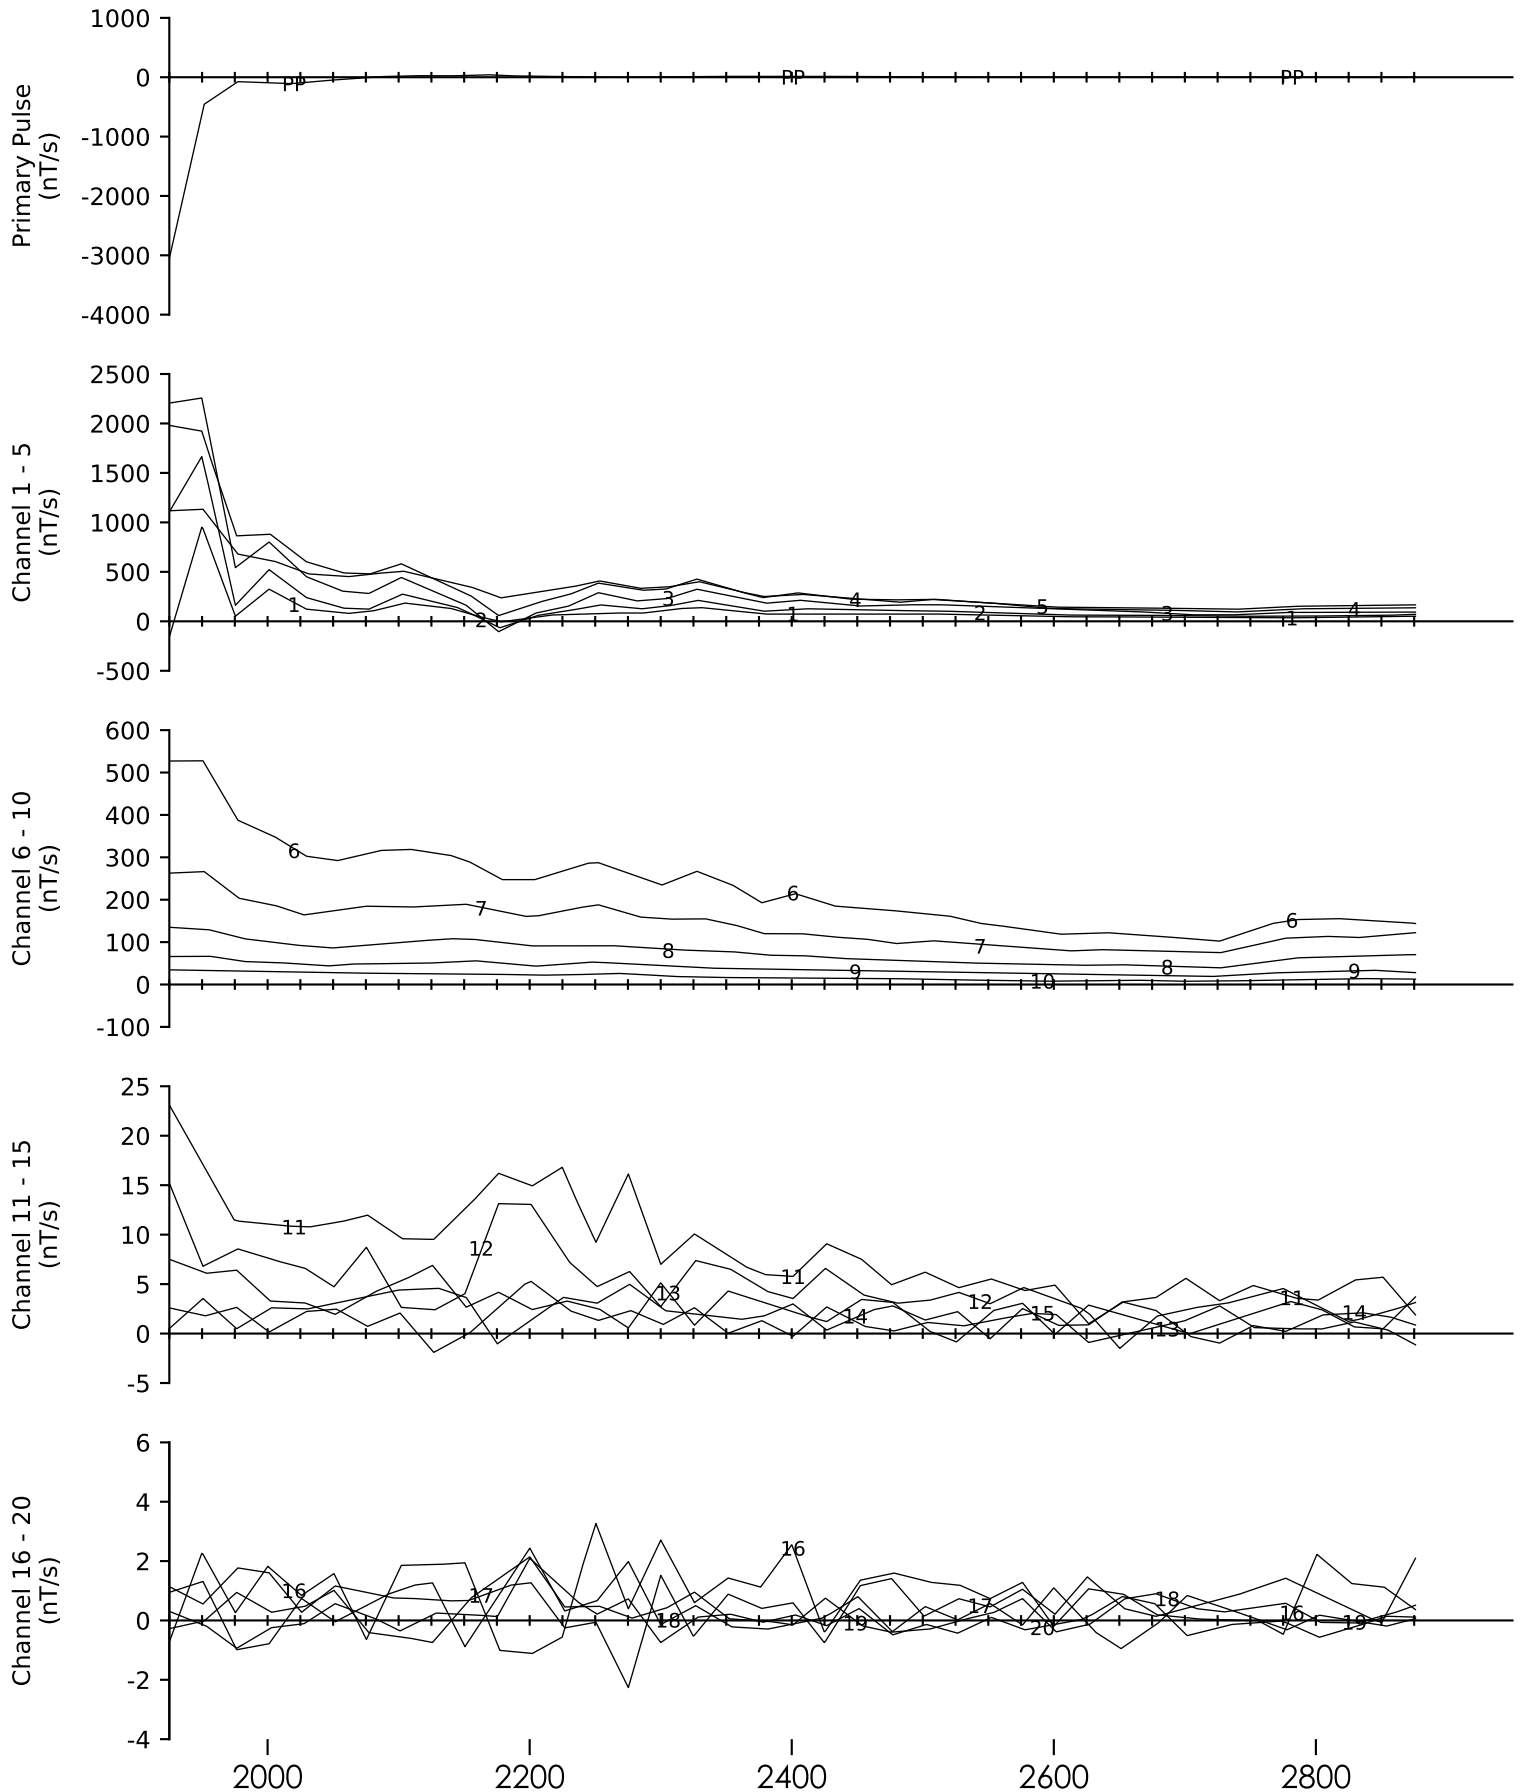 1000
0
-1000
-2000
-3000
-4000
Primary Pulse
(nT/s)
PP PP PP
2500
2000
1500
1000
500
0
-500
Channel 1 - 5
(nT/s)
1 2 3 1 4 2 5 3 1 4
600
500
400
300
200
100
0
-100
Channel 6 - 10
(nT/s)
6 7 8 6 9 7 10 8 6 9
25
20
15
10
5
0
-5
Channel 11 - 15
(nT/s)
11 12 13 11 14 12 15 13 11 14
6
4
2
0
-2
-4
Channel 16 - 20
(nT/s)
16 17 18 16 19 17 20 18 16 19
2000 2200 2400 2600 2800